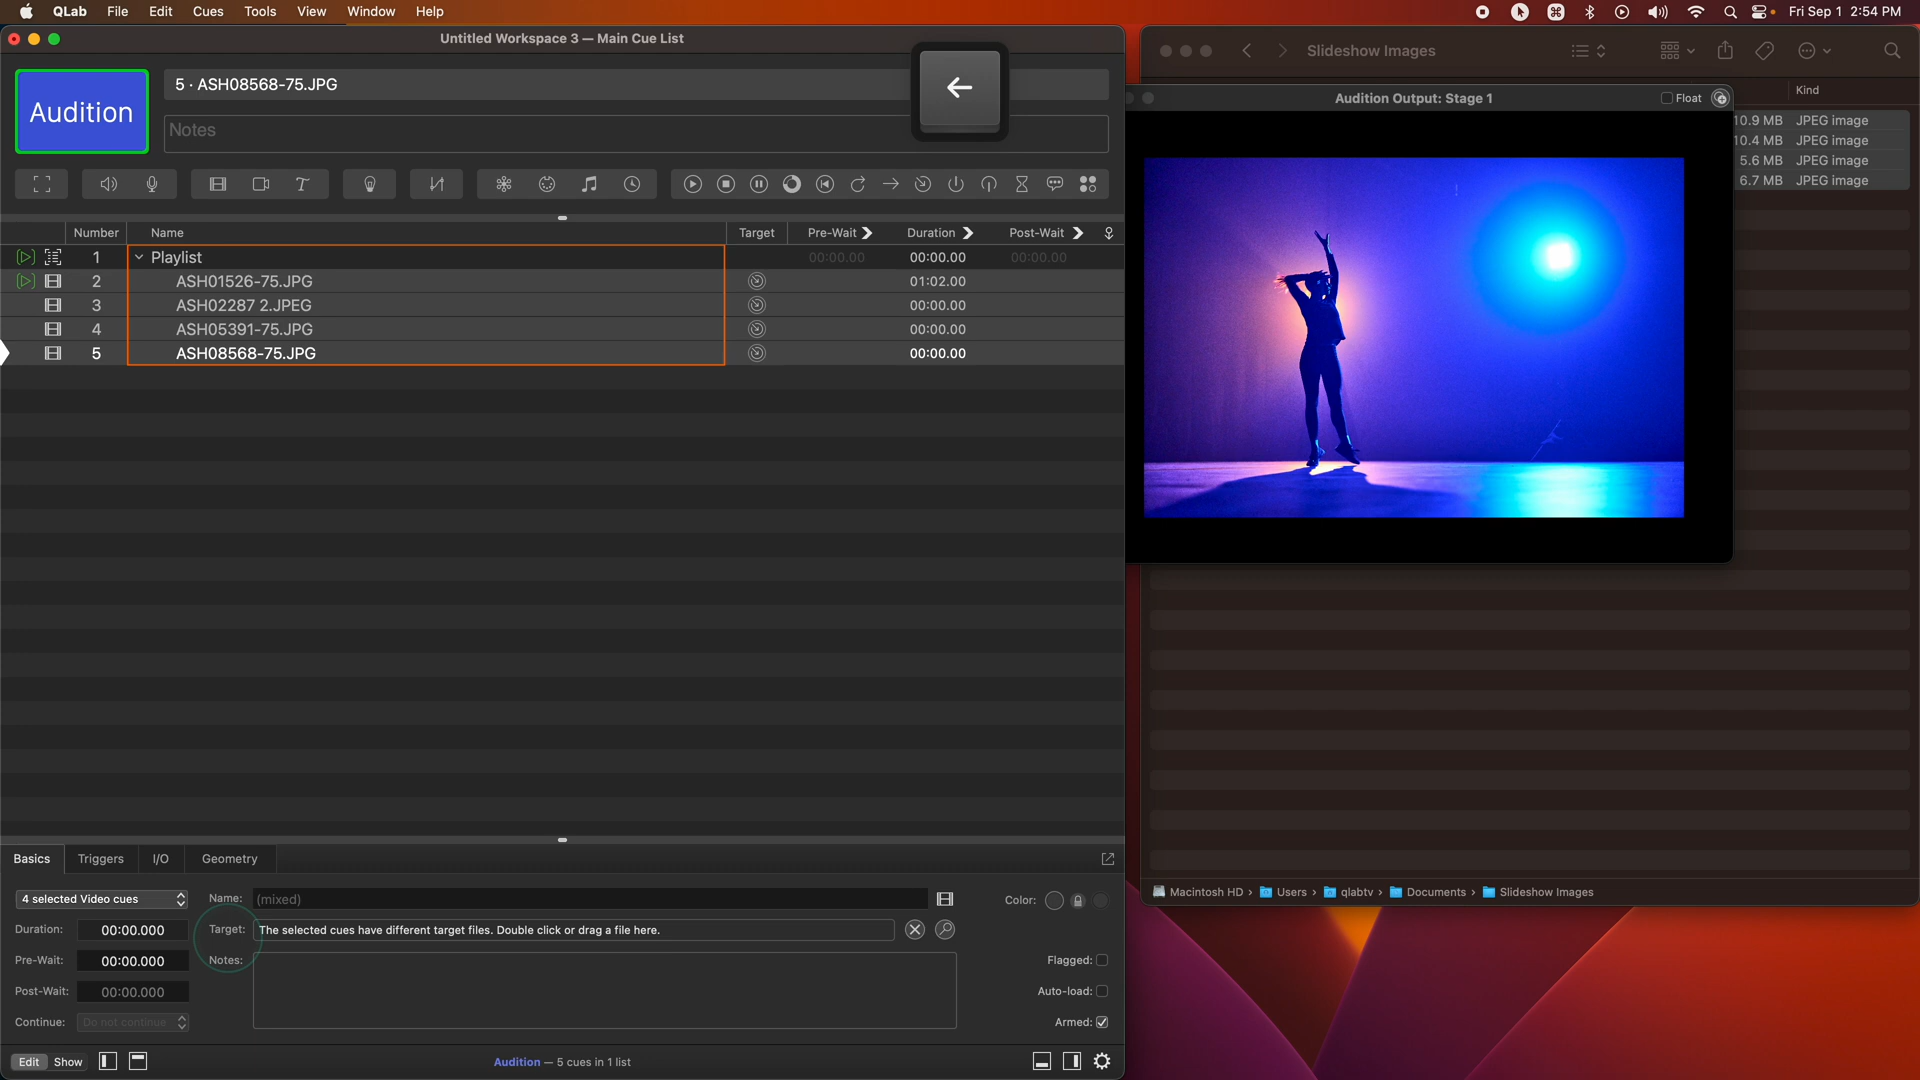 QLab File Edit Cues Tools View Window Help
Fri Sep 1 2:54 PM
Untitled Workspace 3 — Main Cue List
Slideshow Images
Audition
5 · ASH08568-75.JPG
Notes
Audition Output: Stage 1
Float
Kind
10.9 MB JPEG image
10.4 MB JPEG image
5.6 MB JPEG image
6.7 MB JPEG image
Number Name Target Pre-Wait Duration Post-Wait
1 Playlist 00:00.00 00:00.00 00:00.00
2 ASH01526-75.JPG 01:02.00
3 ASH02287 2.JPEG 00:00.00
4 ASH05391-75.JPG 00:00.00
5 ASH08568-75.JPG 00:00.00
Basics Triggers I/O Geometry
4 selected Video cues Name: (mixed) Color:
Duration: 00:00.000 Target: The selected cues have different target files. Double click or drag a file here.
Pre-Wait: 00:00.000 Notes: Flagged:
Post-Wait: 00:00.000 Auto-load:
Continue: Do not continue Armed:
Edit Show Audition — 5 cues in 1 list
Macintosh HD › Users › qlabtv › Documents › Slideshow Images